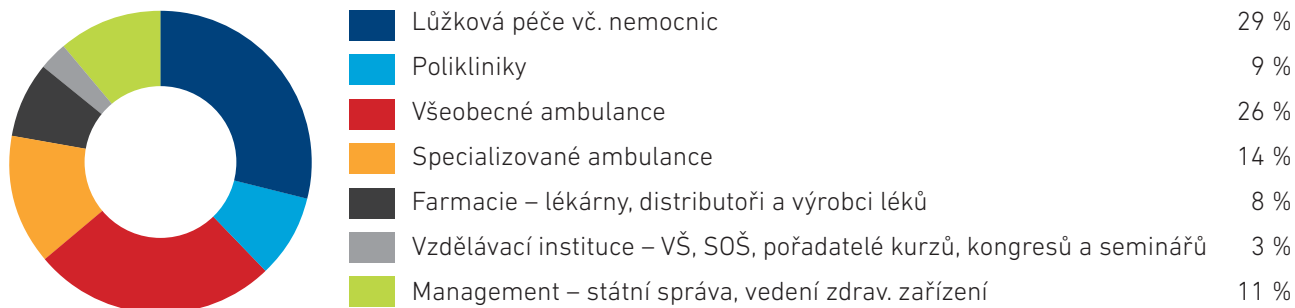 Lůžková péče vč. nemocnic 29 %
Polikliniky 9 %
Všeobecné ambulance 26 %
Specializované ambulance 14 %
Farmacie – lékárny, distributoři a výrobci léků 8 %
Vzdělávací instituce – VŠ, SOŠ, pořadatelé kurzů, kongresů a seminářů 3 %
Management – státní správa, vedení zdrav. zařízení 11 %